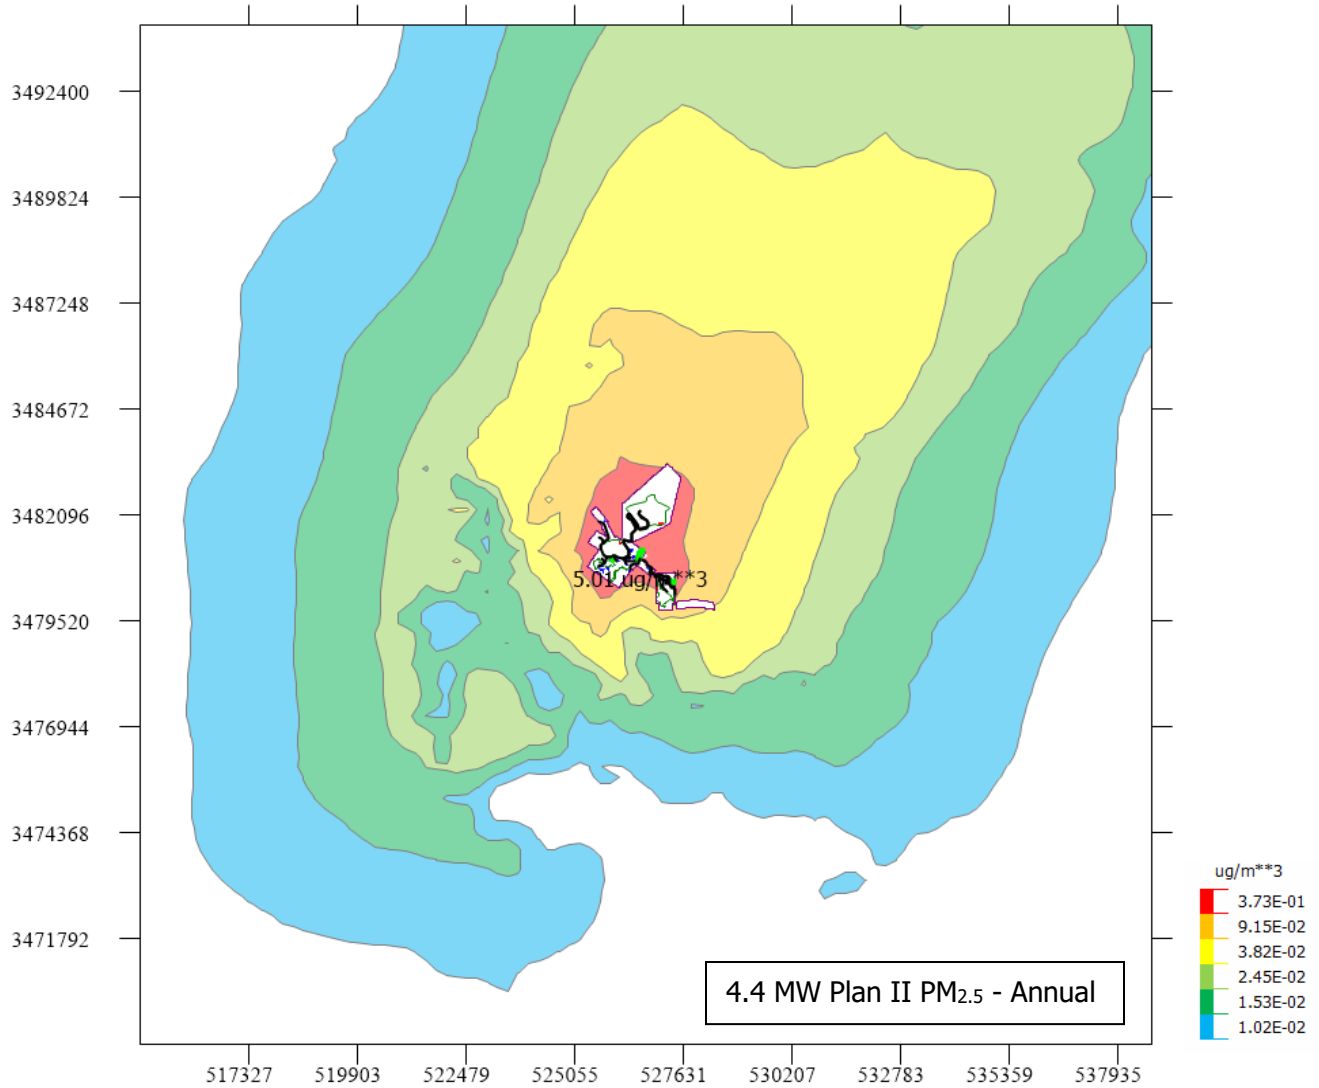 3492400
3489824
3487248
3484672
3482096
5.01 ug/m**3
3479520
3476944
3474368
3471792
4.4 MW Plan II PM2.5 - Annual
517327 519903 522479 525055 527631 530207 532783 535359 537935
ug/m**3
3.73E-01
9.15E-02
3.82E-02
2.45E-02
1.53E-02
1.02E-02